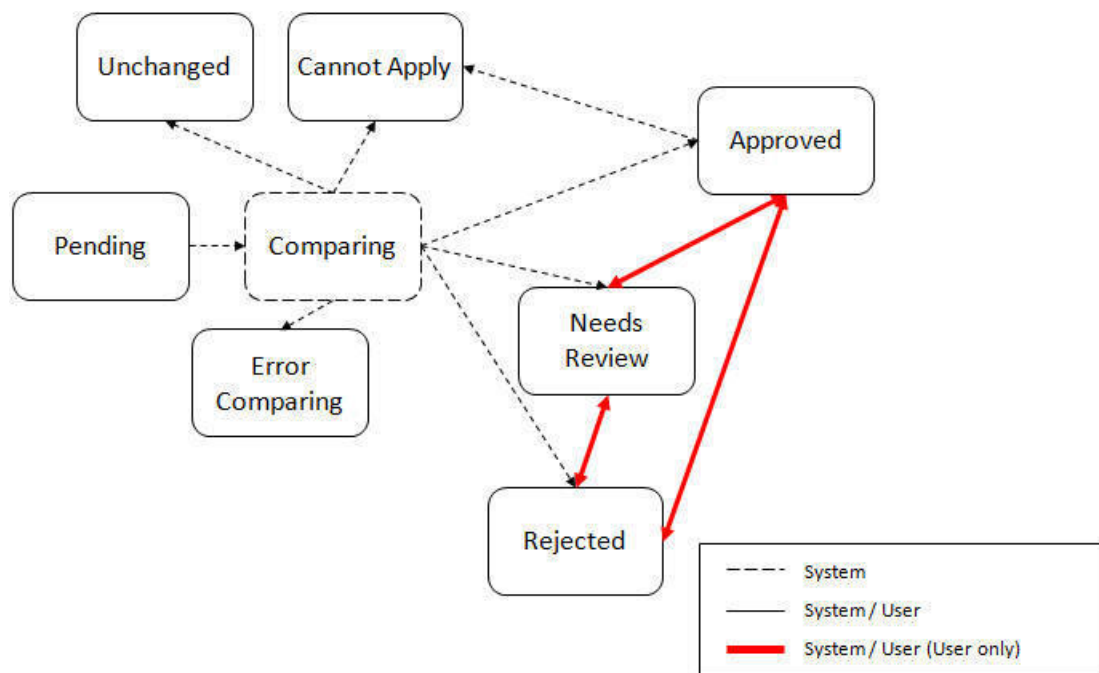 Unchanged
Cannot Apply
Approved
Pending
Comparing
Needs
Review
Error
Comparing
Rejected
System
System / User
System / User (User only)